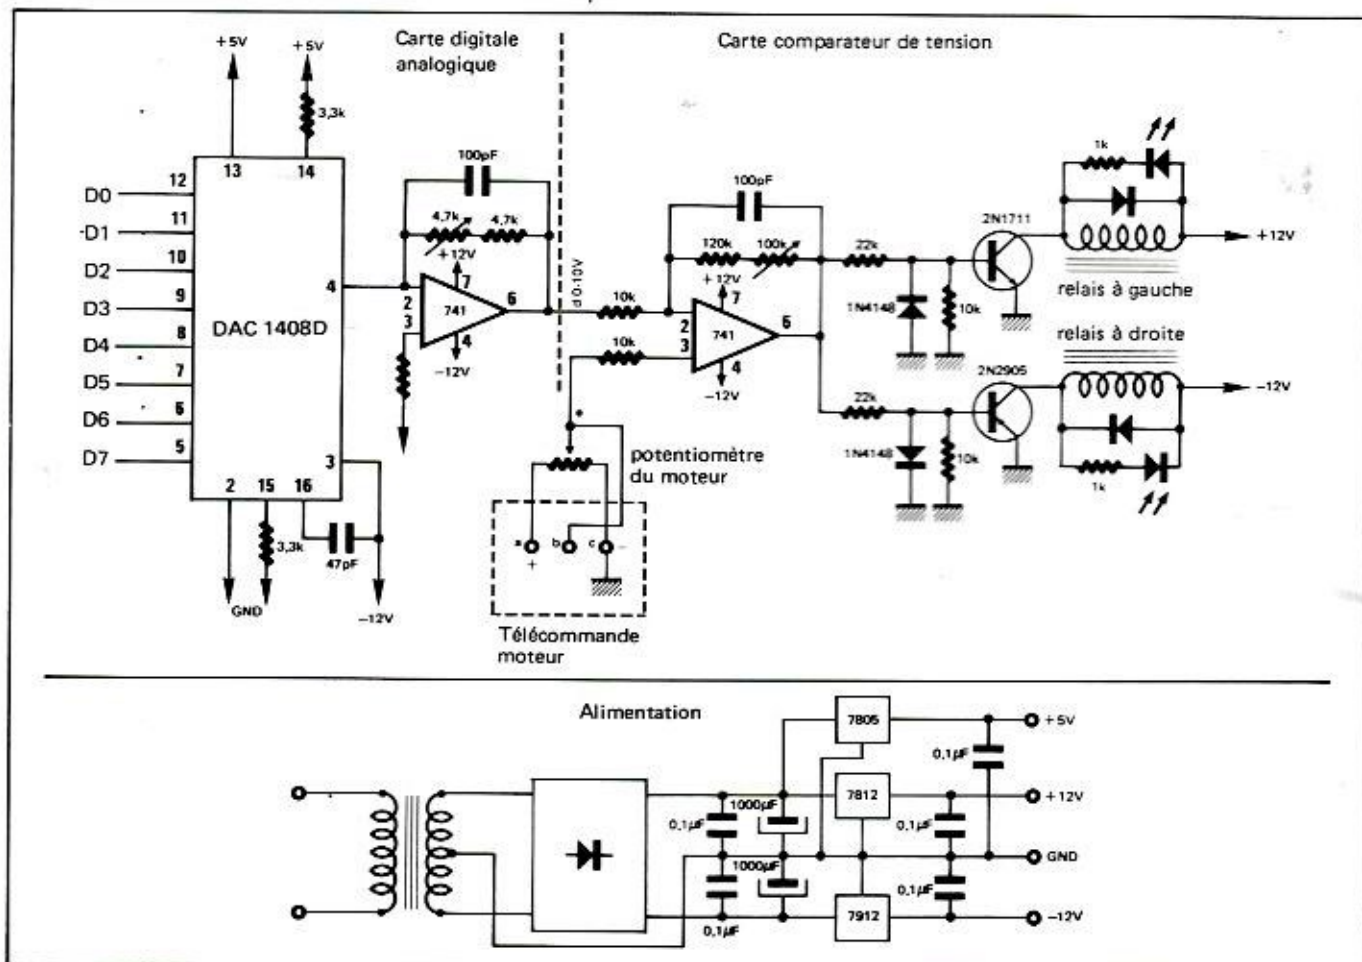 Carte digitale
analogique
Carte comparateur de tension
+5V
+5V
3,3k
13
14
D0
12
D1
11
D2
10
D3
9
D4
8
D5
7
D6
6
D7
5
DAC 1408D
4
3
2
15
16
3,3k
47pF
GND
-12V
100pF
4,7k
4,7k
+12V
7
2
3
741
6
4
-12V
d 0-10V
10k
10k
100pF
120k
100k
+12V
7
2
3
741
6
4
-12V
22k
1N4148
10k
2N1711
1k
+12V
relais à gauche
relais à droite
22k
1N4148
10k
2N2905
-12V
1k
potentiomètre
du moteur
a
b
c
+
-
Télécommande
moteur
Alimentation
7805
+5V
0,1µF
1000µF
7812
+12V
0,1µF
0,1µF
GND
1000µF
0,1µF
7912
-12V
0,1µF